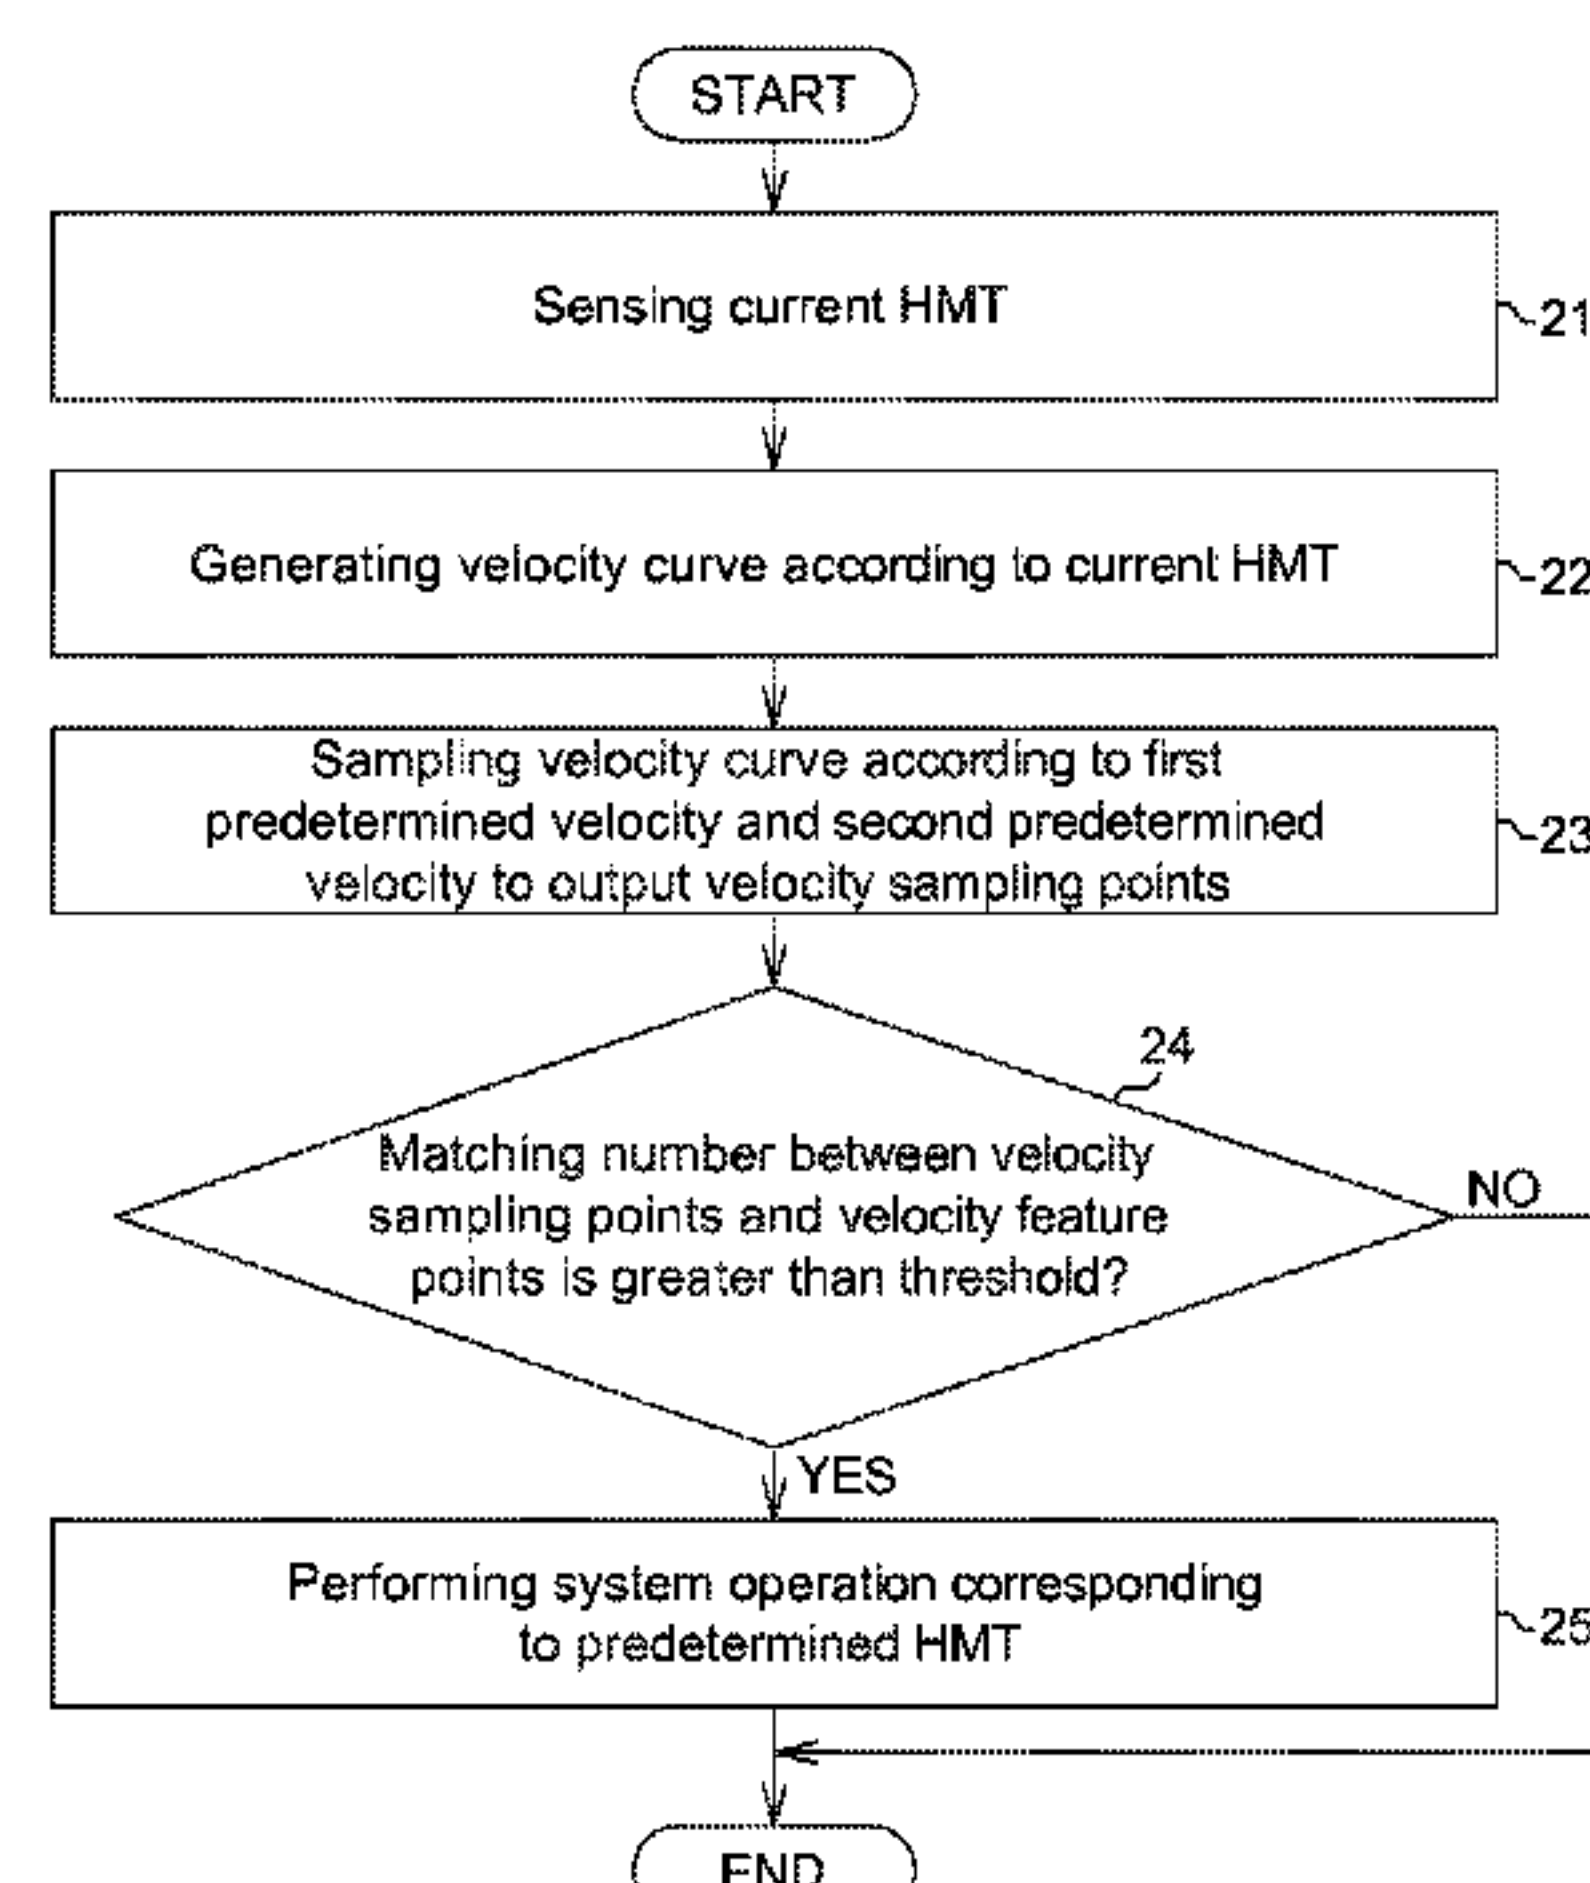 START
Sensing current HMT
21
Generating velocity curve according to current HMT
22
Sampling velocity curve according to first
predetermined velocity and second predetermined
velocity to output velocity sampling points
23
24
Matching number between velocity
sampling points and velocity feature
points is greater than threshold?
NO
YES
Performing system operation corresponding
to predetermined HMT
25
END